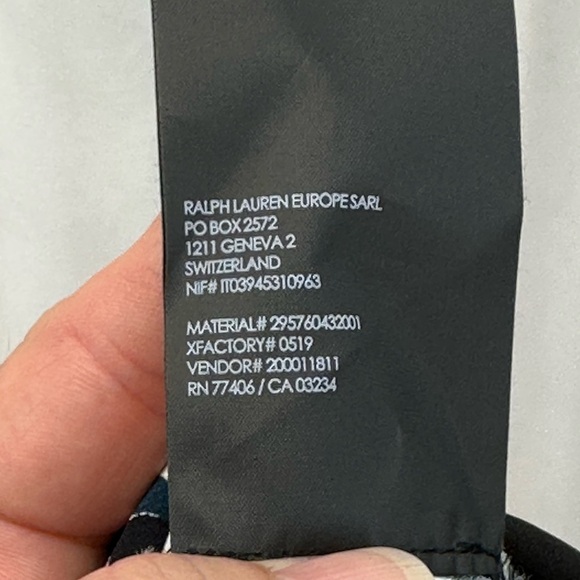 RALPH LAUREN EUROPE SARL
PO BOX 2572
1211 GENEVA 2
SWITZERLAND
NIF# IT03945310963
MATERIAL# 295760432001
XFACTORY# 0519
VENDOR# 200011811
RN 77406 / CA 03234